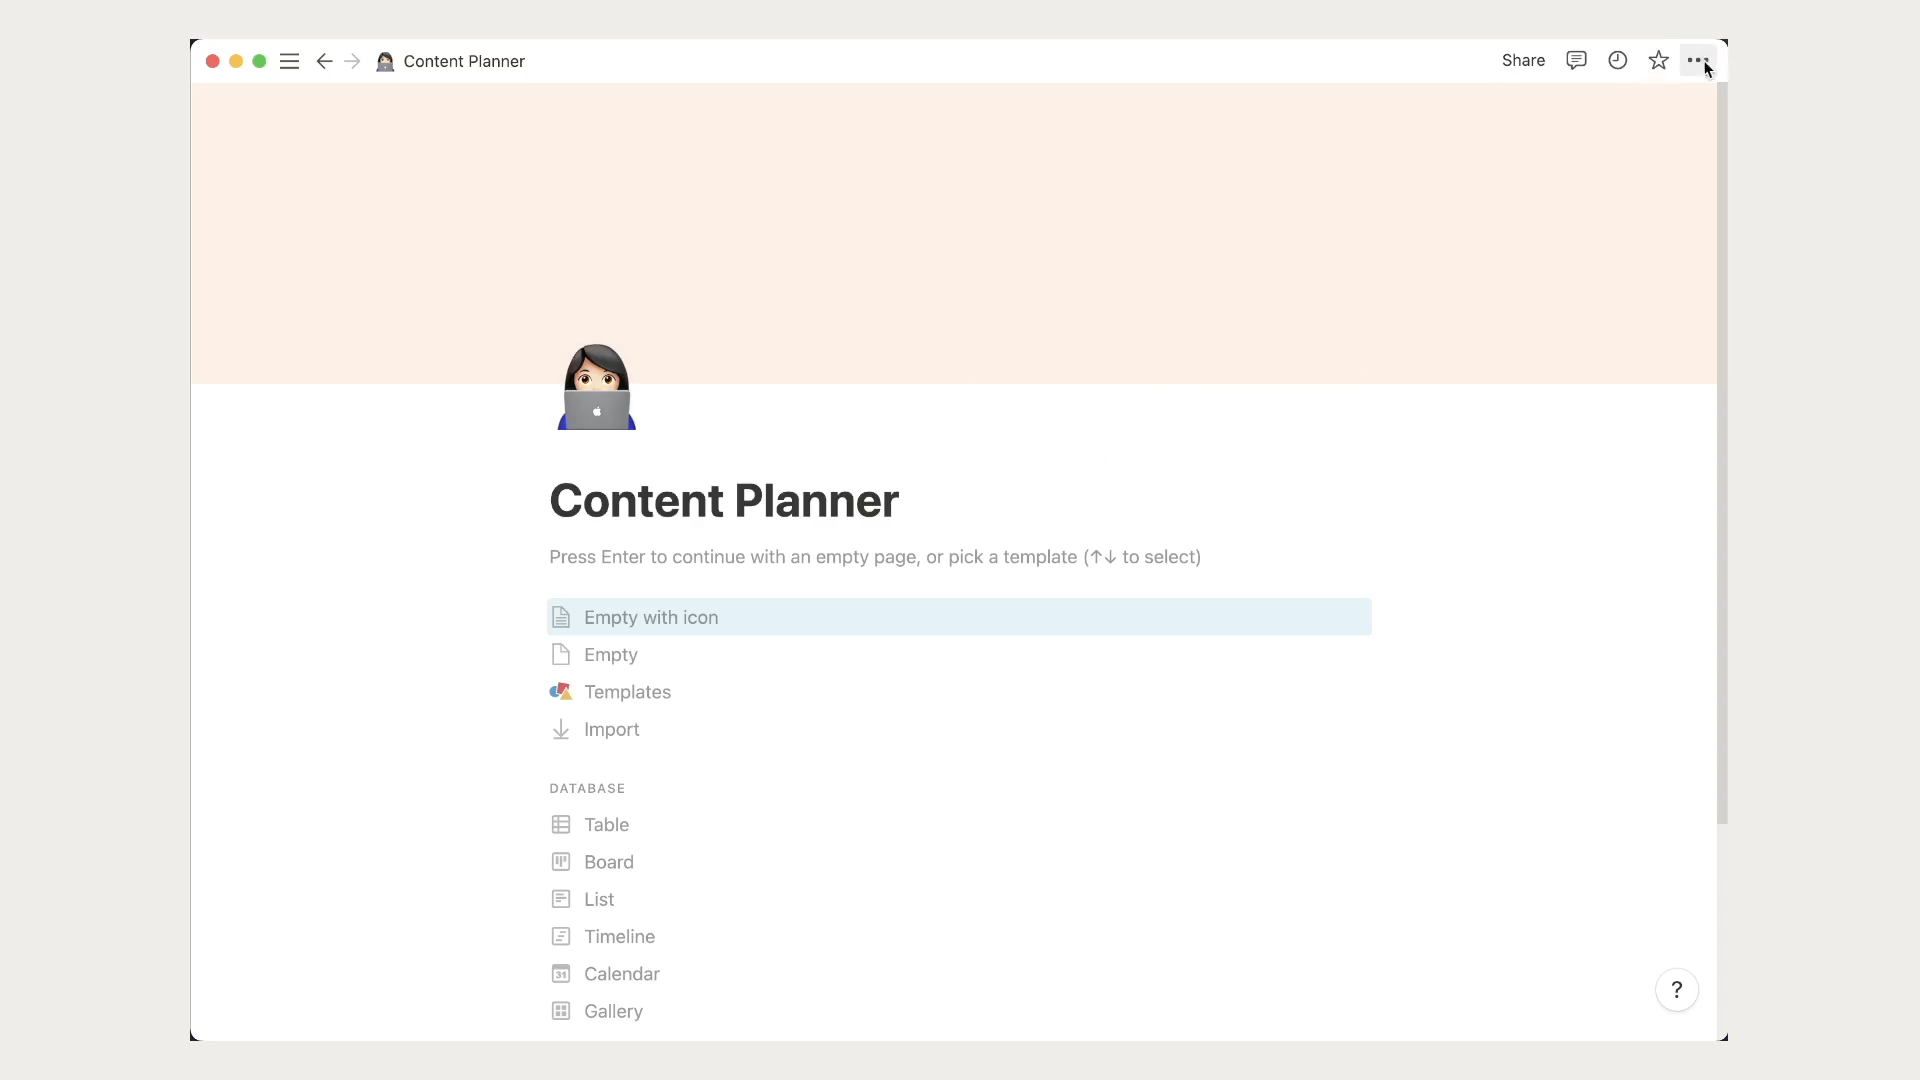 Content Planner
Share
Content Planner
Press Enter to continue with an empty page, or pick a template (↑↓ to select)
Empty with icon
Empty
Templates
Import
DATABASE
Table
Board
List
Timeline
31 Calendar
Gallery
?